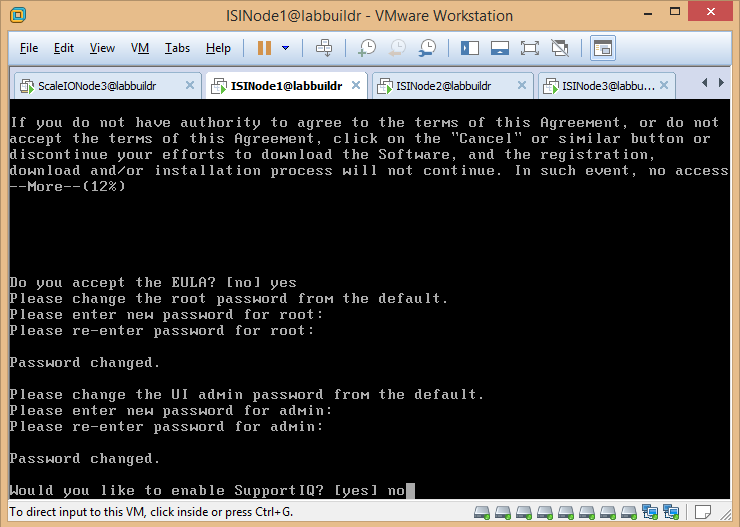 ISINode1@labbuildr - VMware Workstation
File Edit View VM Tabs Help
ScaleIONode3@labbuildr ISINode1@labbuildr ISINode2@labbuildr ISINode3@labbu...
If you do not have authority to agree to the terms of this Agreement, or do not
accept the terms of this Agreement, click on the "Cancel" or similar button or
discontinue your efforts to download the Software, and the registration,
download and/or installation process will not continue. In such event, no access
--More--(12%)
Do you accept the EULA? [no] yes
Please change the root password from the default.
Please enter new password for root:
Please re-enter password for root:
Password changed.
Please change the UI admin password from the default.
Please enter new password for admin:
Please re-enter password for admin:
Password changed.
Would you like to enable SupportIQ? [yes] no
To direct input to this VM, click inside or press Ctrl+G.